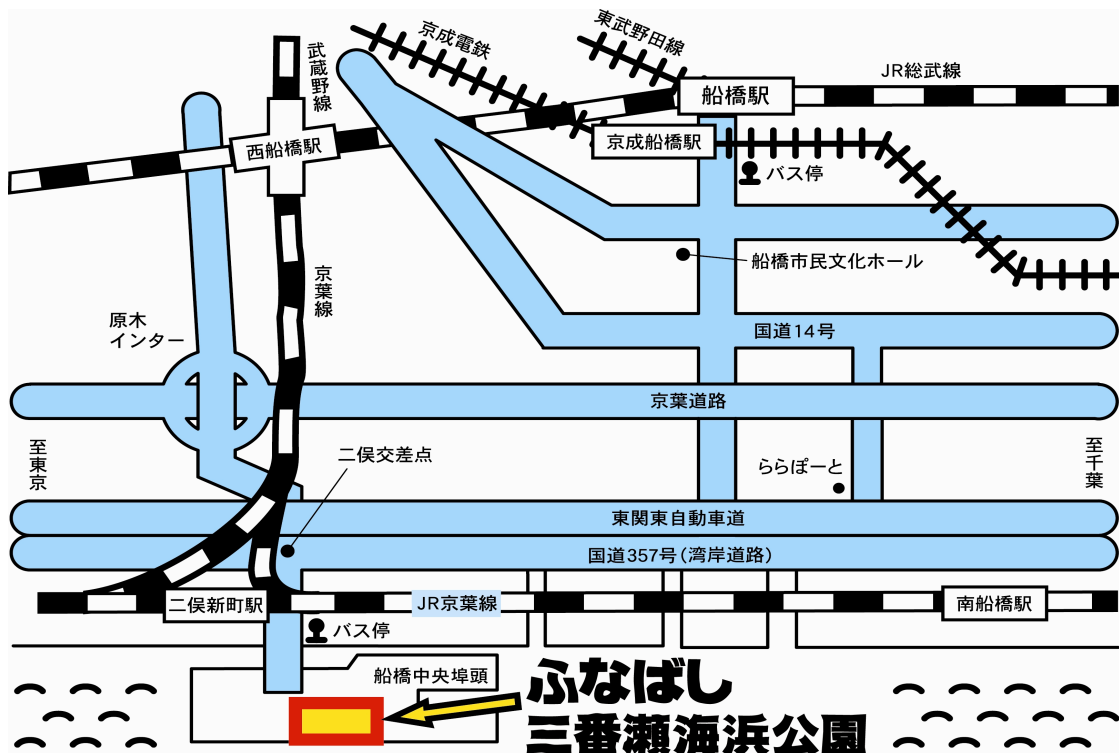 京成電鉄
東武野田線
武蔵野線
JR総武線
船橋駅
西船橋駅
京成船橋駅
バス停
船橋市民文化ホール
京葉線
原木
インター
国道14号
京葉道路
至東京
二俣交差点
ららぽーと
至千葉
東関東自動車道
国道357号(湾岸道路)
二俣新町駅
JR京葉線
南船橋駅
バス停
船橋中央埠頭
ふなばし
三番瀬海浜公園